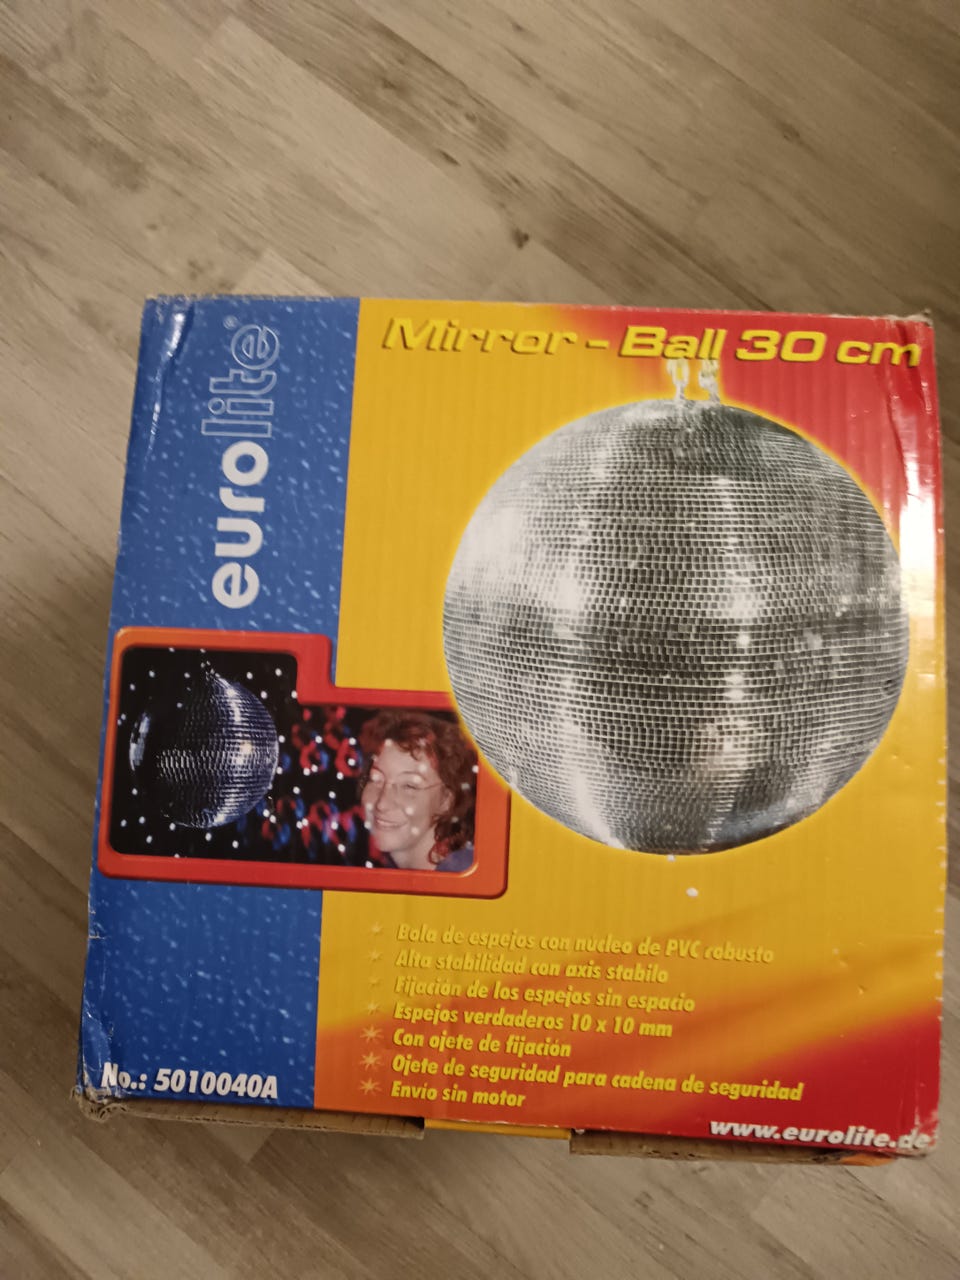 eurolite®
Mirror - Ball 30 cm
Bola de espejos con núcleo de PVC robusto
Alta stabilidad con axis stabilo
Fijación de los espejos sin espacio
Espejos verdaderos 10 x 10 mm
Con ojete de fijación
Ojete de seguridad para cadena de seguridad
Envío sin motor
No.: 5010040A
www.eurolite.de